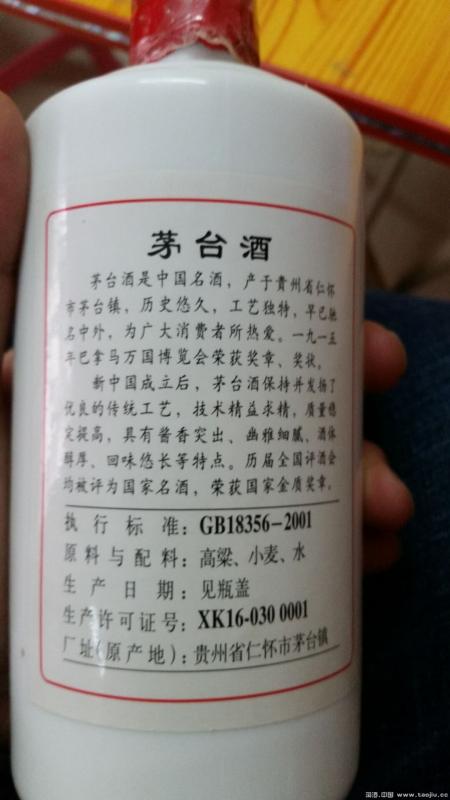 茅台酒
茅台酒是中国名酒，产于贵州省仁怀
市茅台镇，历史悠久，工艺独特，早已驰
名中外，为广大消费者所热爱。一九一五
年巴拿马万国博览会荣获奖章、奖状。
新中国成立后，茅台酒保持并发扬了
优良的传统工艺，技术精益求精，质量稳
定提高，具有酱香突出、幽雅细腻、酒体
醇厚、回味悠长等特点。历届全国评酒会
均被评为国家名酒，荣获国家金质奖章。
执行标准：GB18356-2001
原料与配料：高粱、小麦、水
生产日期：见瓶盖
生产许可证号：XK16-030 0001
厂址(原产地)：贵州省仁怀市茅台镇
淘酒.中国 www.taojiu.cc